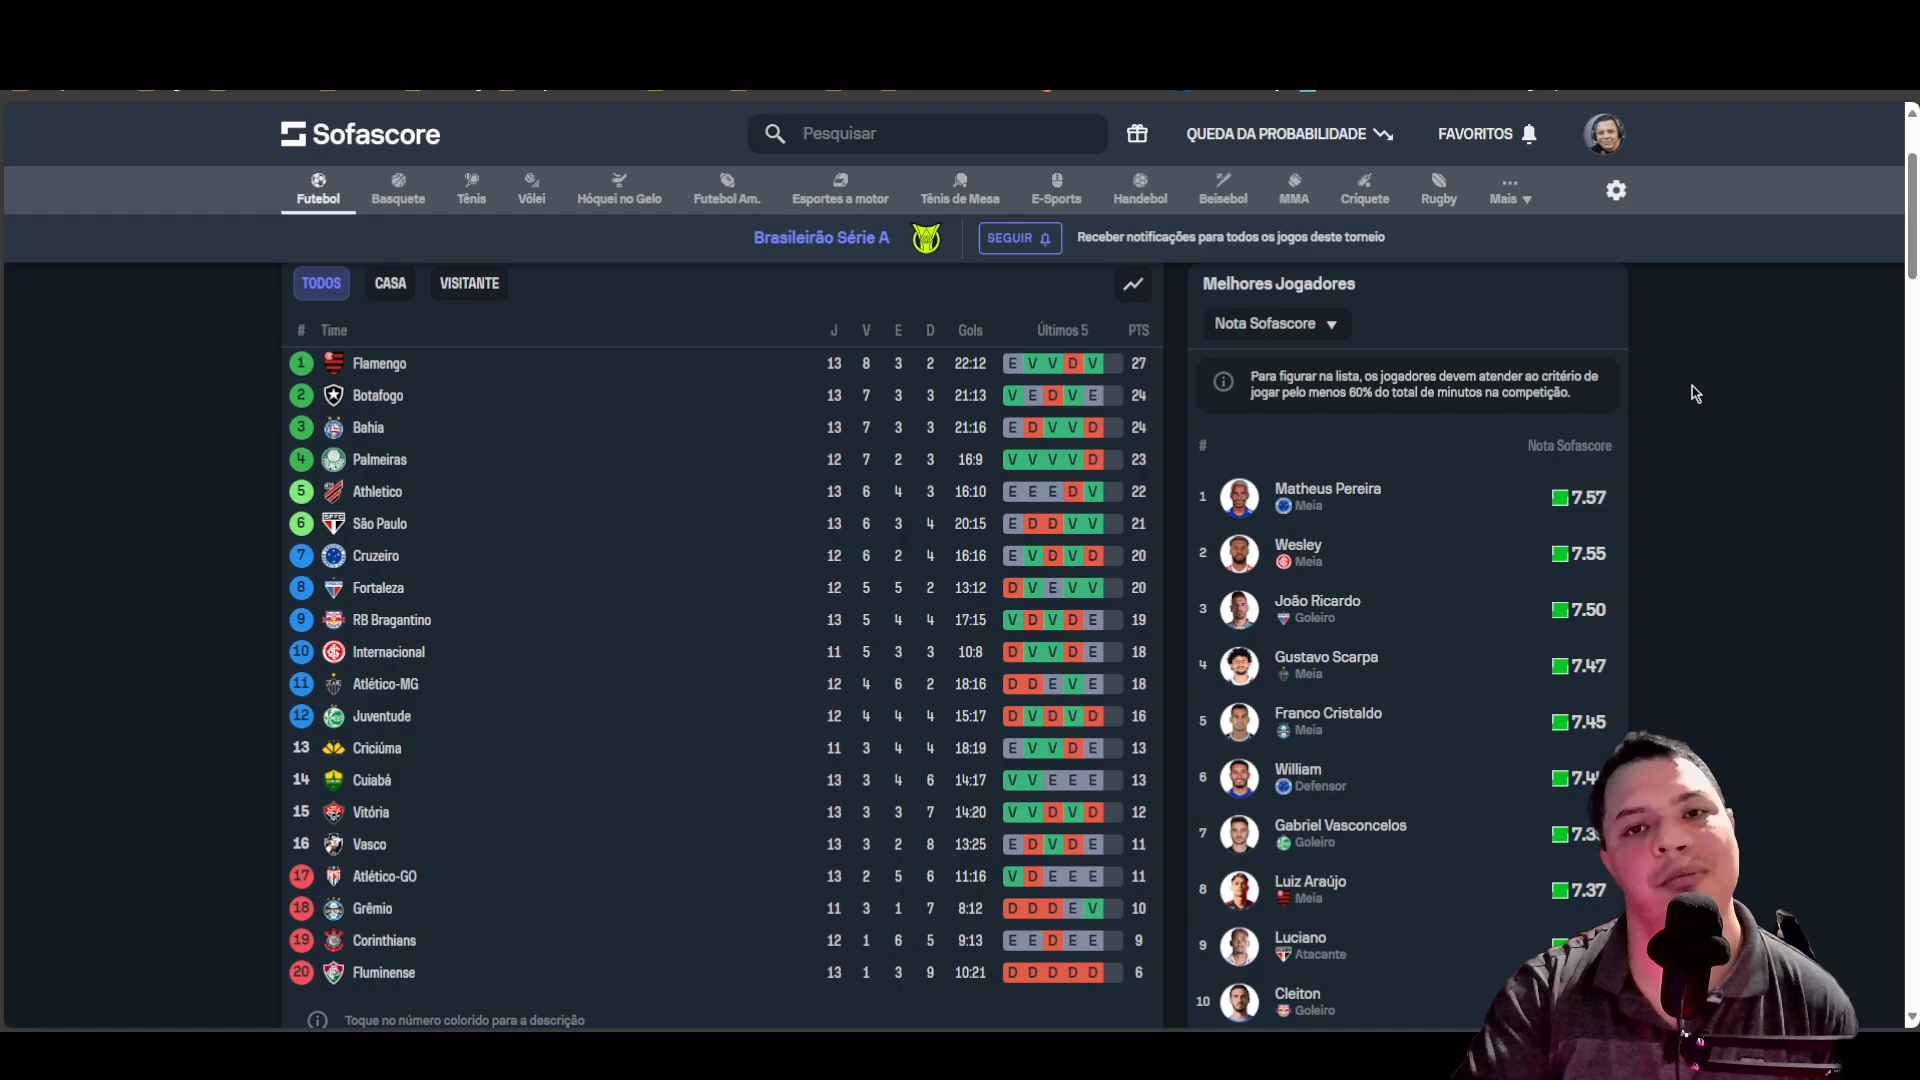 Sofascore
Pesquisar
QUEDA DA PROBABILIDADE
FAVORITOS
Futebol
Basquete
Tênis
Vôlei
Hóquei no Gelo
Futebol Am.
Esportes a motor
Tênis de Mesa
E-Sports
Handebol
Beisebol
MMA
Críquete
Rugby
Mais
Brasileirão Série A
SEGUIR
Receber notificações para todos os jogos deste torneio
TODOS CASA VISITANTE
# Time J V E D Gols Últimos 5 PTS
1 Flamengo 13 8 3 2 22:12 E V V D V 27
2 Botafogo 13 7 3 3 21:13 V E D V E 24
3 Bahia 13 7 3 3 21:16 E D V V D 24
4 Palmeiras 12 7 2 3 16:9 V V V V D 23
5 Athletico 13 6 4 3 16:10 E E E D V 22
6 São Paulo 13 6 3 4 20:15 E D D V V 21
7 Cruzeiro 12 6 2 4 16:16 E V D V D 20
8 Fortaleza 12 5 5 2 13:12 D V E V V 20
9 RB Bragantino 13 5 4 4 17:15 V D V D E 19
10 Internacional 11 5 3 3 10:8 D V V D E 18
11 Atlético-MG 12 4 6 2 18:16 D D E V E 18
12 Juventude 12 4 4 4 15:17 D V D V D 16
13 Criciúma 11 3 4 4 18:19 E V V D E 13
14 Cuiabá 13 3 4 6 14:17 V V E E E 13
15 Vitória 13 3 3 7 14:20 V V D V D 12
16 Vasco 13 3 2 8 13:25 E D V D E 11
17 Atlético-GO 13 2 5 6 11:16 V D E E E 11
18 Grêmio 11 3 1 7 8:12 D D D E V 10
19 Corinthians 12 1 6 5 9:13 E E D E E 9
20 Fluminense 13 1 3 9 10:21 D D D D D 6
Toque no número colorido para a descrição
Melhores Jogadores
Nota Sofascore
Para figurar na lista, os jogadores devem atender ao critério de
jogar pelo menos 60% do total de minutos na competição.
# Nota Sofascore
1 Matheus Pereira 7.57
Meia
2 Wesley 7.55
Meia
3 João Ricardo 7.50
Goleiro
4 Gustavo Scarpa 7.47
Meia
5 Franco Cristaldo 7.45
Meia
6 William
Defensor
7 Gabriel Vasconcelos
Goleiro
8 Luiz Araújo 7.37
Meia
9 Luciano
Atacante
10 Cleiton
Goleiro